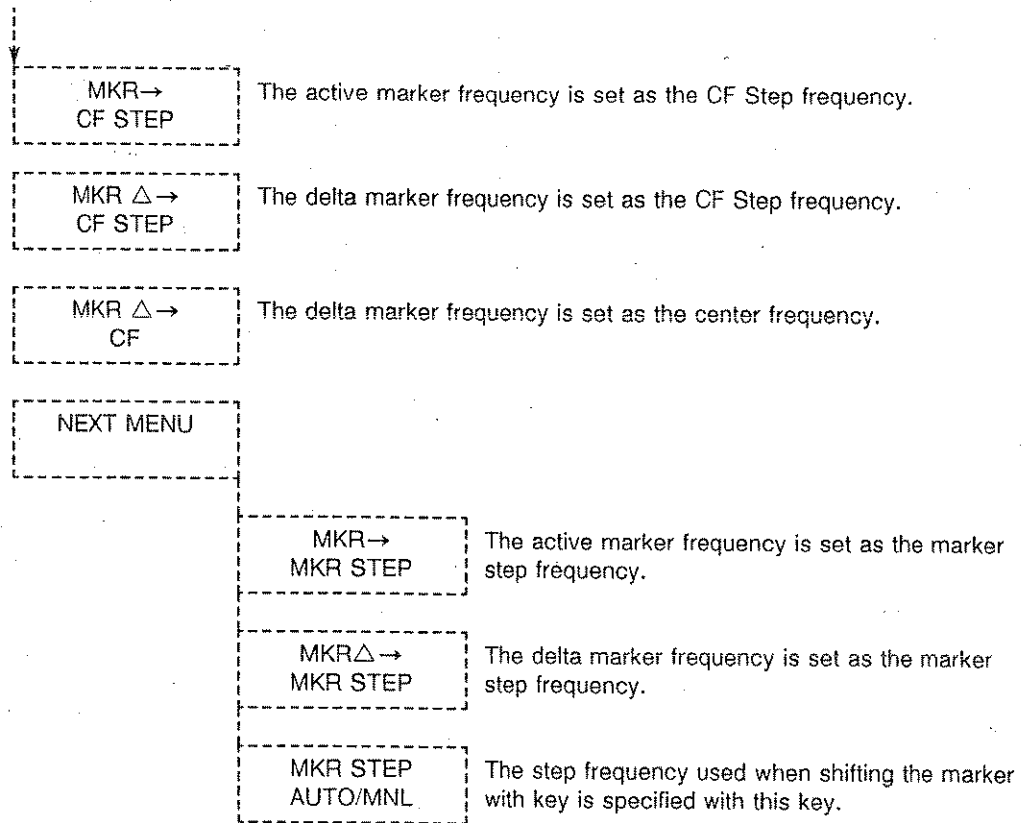 MKR→
CF STEP
The active marker frequency is set as the CF Step frequency.
MKR △→
CF STEP
The delta marker frequency is set as the CF Step frequency.
MKR △→
CF
The delta marker frequency is set as the center frequency.
NEXT MENU
MKR→
MKR STEP
The active marker frequency is set as the marker
step frequency.
MKR△→
MKR STEP
The delta marker frequency is set as the marker
step frequency.
MKR STEP
AUTO/MNL
The step frequency used when shifting the marker
with key is specified with this key.